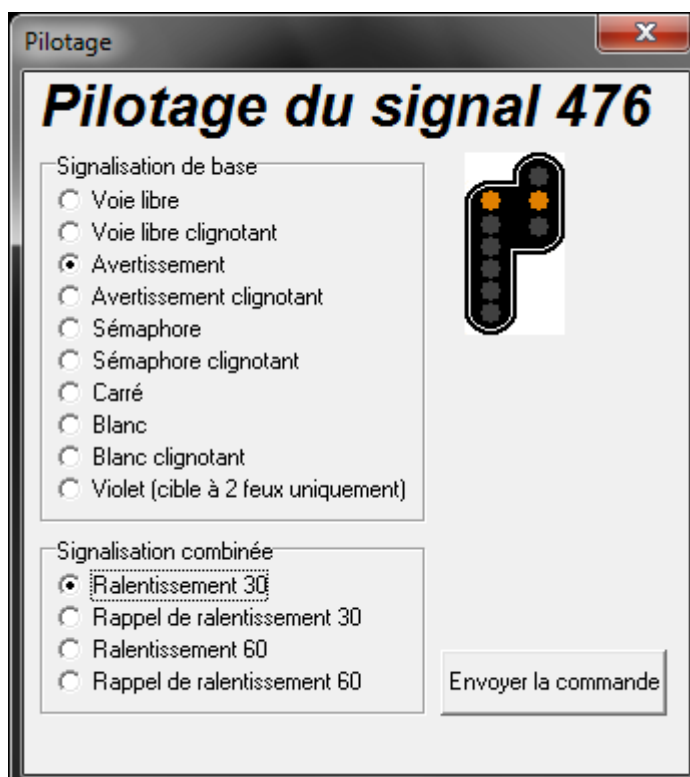 Pilotage
Pilotage du signal 476
Signalisation de base
Voie libre
Voie libre clignotant
Avertissement
Avertissement clignotant
Sémaphore
Sémaphore clignotant
Carré
Blanc
Blanc clignotant
Violet (cible à 2 feux uniquement)
Signalisation combinée
Ralentissement 30
Rappel de ralentissement 30
Ralentissement 60
Rappel de ralentissement 60
Envoyer la commande